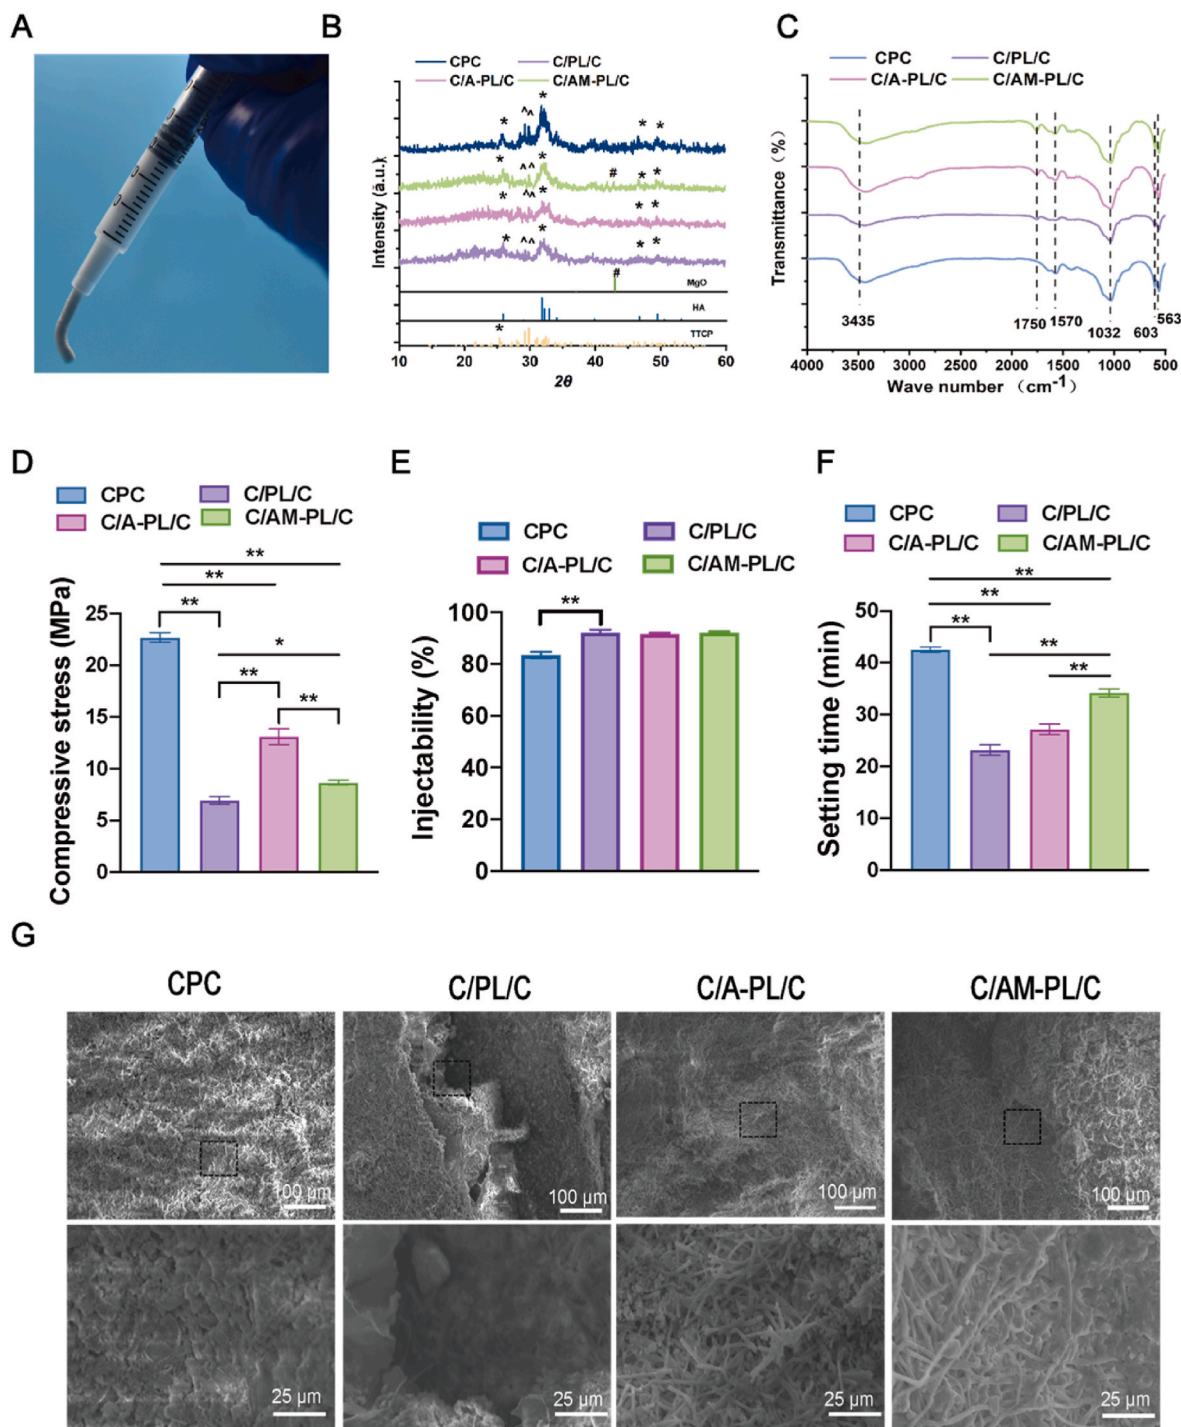 A
B
C
CPC C/PL/C
C/A-PL/C C/AM-PL/C
CPC C/PL/C
C/A-PL/C C/AM-PL/C
Intensity (a.u.)
* ^^ * * *
* ^^ * # * *
* ^^ * * *
* ^^ * * *
#
MgO
HA
TTCP
*
10 20 30 40 50 60
2θ
Transmittance (%)
3435 1750 1570 1032 603 563
4000 3500 3000 2500 2000 1500 1000 500
Wave number (cm-1)
D
E
F
CPC C/PL/C
C/A-PL/C C/AM-PL/C
**
**
**
*
**
**
Compressive stress (MPa)
25
20
15
10
5
0
CPC C/PL/C
C/A-PL/C C/AM-PL/C
**
Injectability (%)
100
80
60
40
20
0
CPC C/PL/C
C/A-PL/C C/AM-PL/C
**
**
**
**
**
Setting time (min)
50
40
30
20
10
0
G
CPC C/PL/C C/A-PL/C C/AM-PL/C
100 µm 100 µm 100 µm 100 µm
25 µm 25 µm 25 µm 25 µm